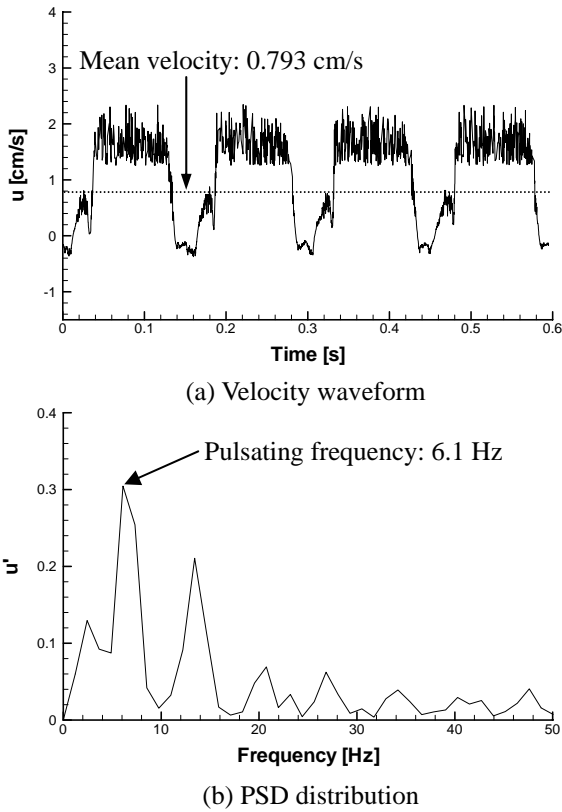 4
3
2
1
0
-1
u [cm/s]
Mean velocity: 0.793 cm/s
0 0.1 0.2 0.3 0.4 0.5 0.6
Time [s]
(a) Velocity waveform
0.4
0.3
0.2
0.1
0
u'
Pulsating frequency: 6.1 Hz
0 10 20 30 40 50
Frequency [Hz]
(b) PSD distribution